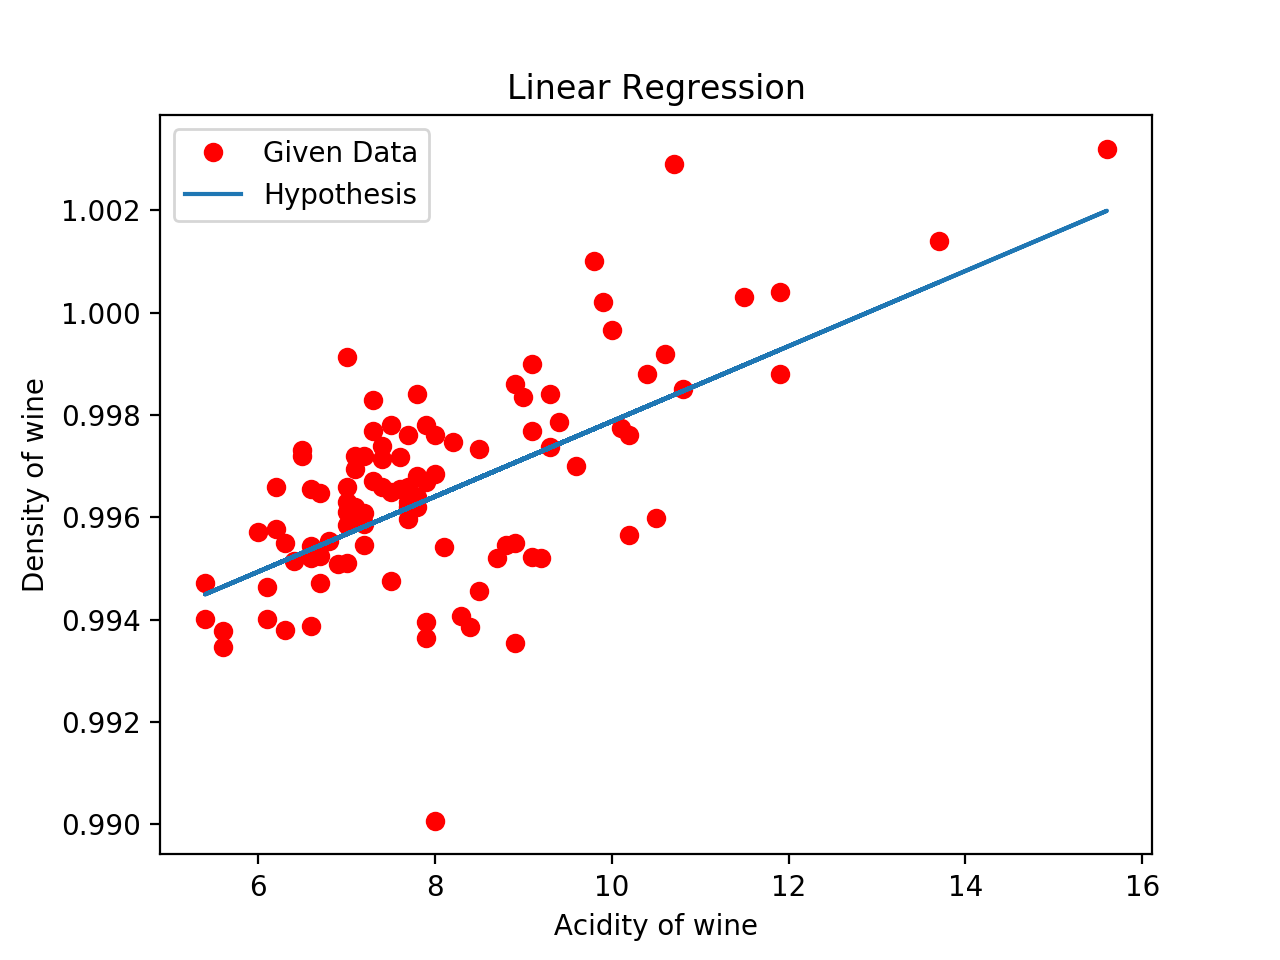 Linear Regression
Given Data
Hypothesis
1.002
1.000
0.998
0.996
0.994
0.992
0.990
Density of wine
6 8 10 12 14 16
Acidity of wine